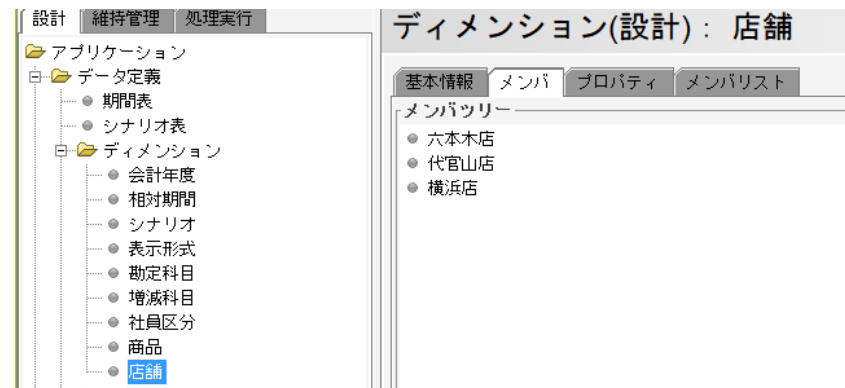 設計 維持管理 処理実行
アプリケーション
データ定義
期間表
シナリオ表
ディメンション
会計年度
相対期間
シナリオ
表示形式
勘定科目
増減科目
社員区分
商品
店舗
ディメンション(設計): 店舗
基本情報 メンバ プロパティ メンバリスト
メンバツリー
六本木店
代官山店
横浜店